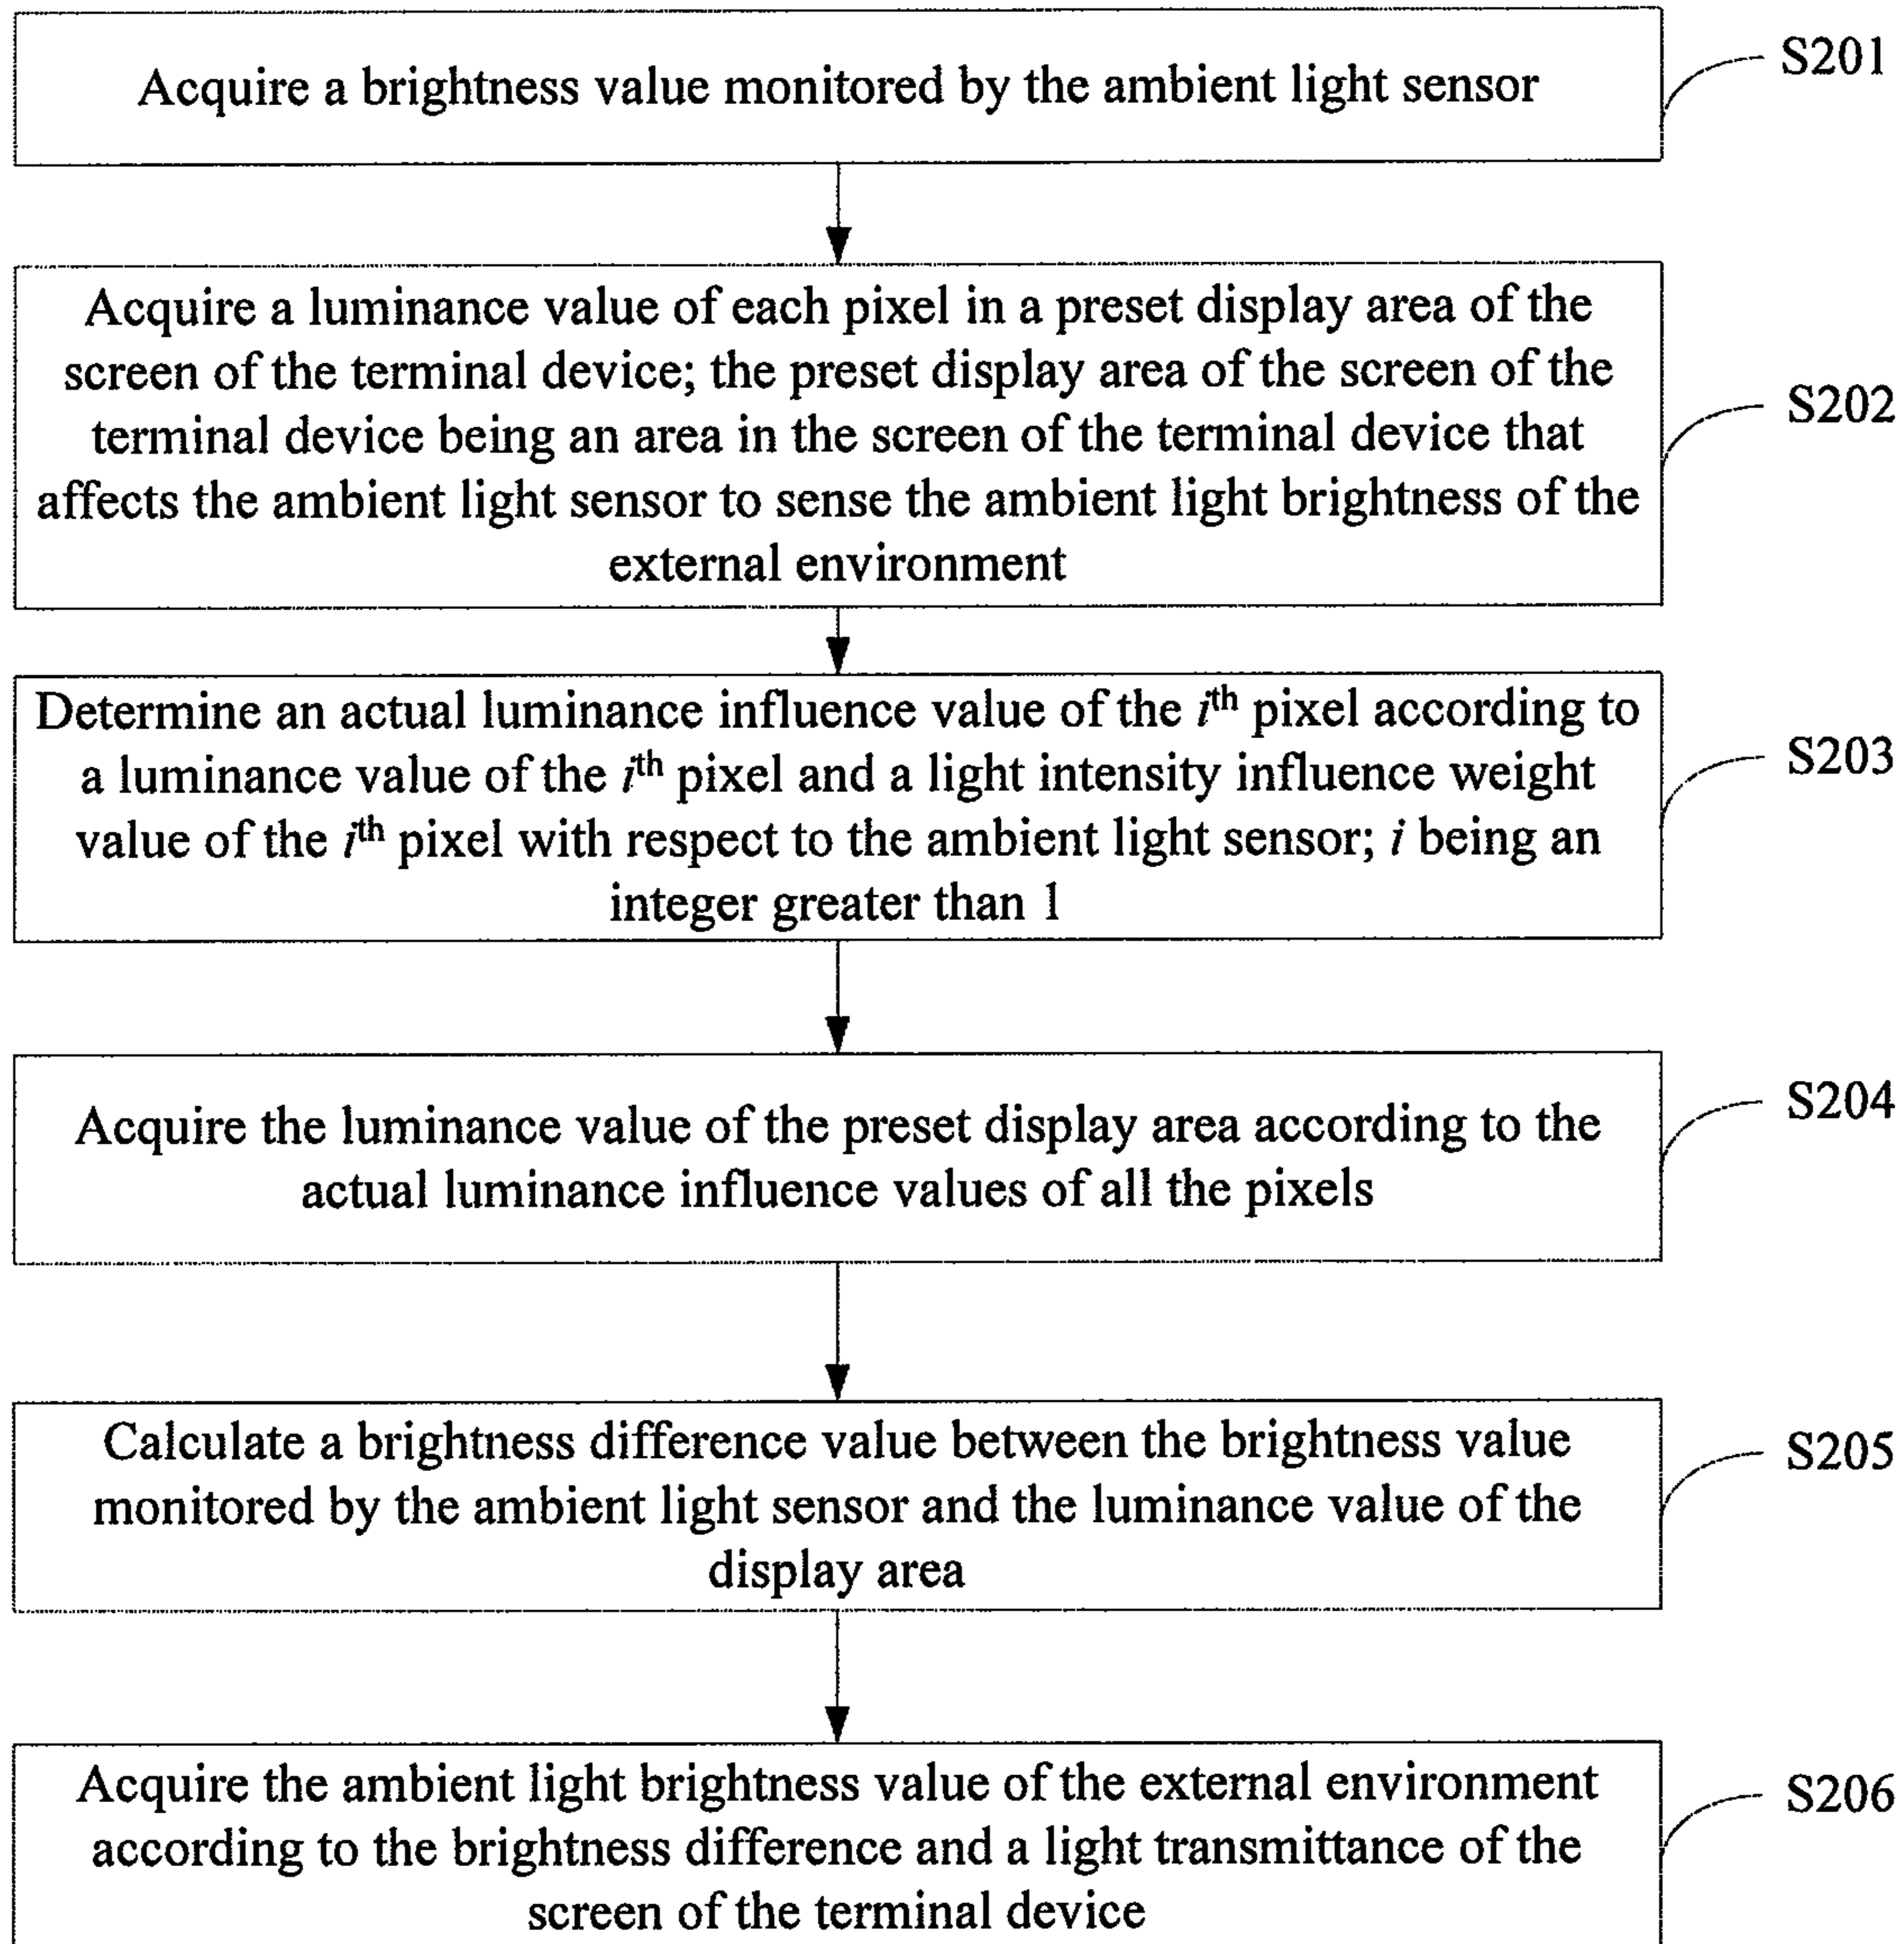 Acquire a brightness value monitored by the ambient light sensor
S201
Acquire a luminance value of each pixel in a preset display area of the
screen of the terminal device; the preset display area of the screen of the
terminal device being an area in the screen of the terminal device that
affects the ambient light sensor to sense the ambient light brightness of the
external environment
S202
Determine an actual luminance influence value of the ith pixel according to
a luminance value of the ith pixel and a light intensity influence weight
value of the ith pixel with respect to the ambient light sensor; i being an
integer greater than 1
S203
Acquire the luminance value of the preset display area according to the
actual luminance influence values of all the pixels
S204
Calculate a brightness difference value between the brightness value
monitored by the ambient light sensor and the luminance value of the
display area
S205
Acquire the ambient light brightness value of the external environment
according to the brightness difference and a light transmittance of the
screen of the terminal device
S206